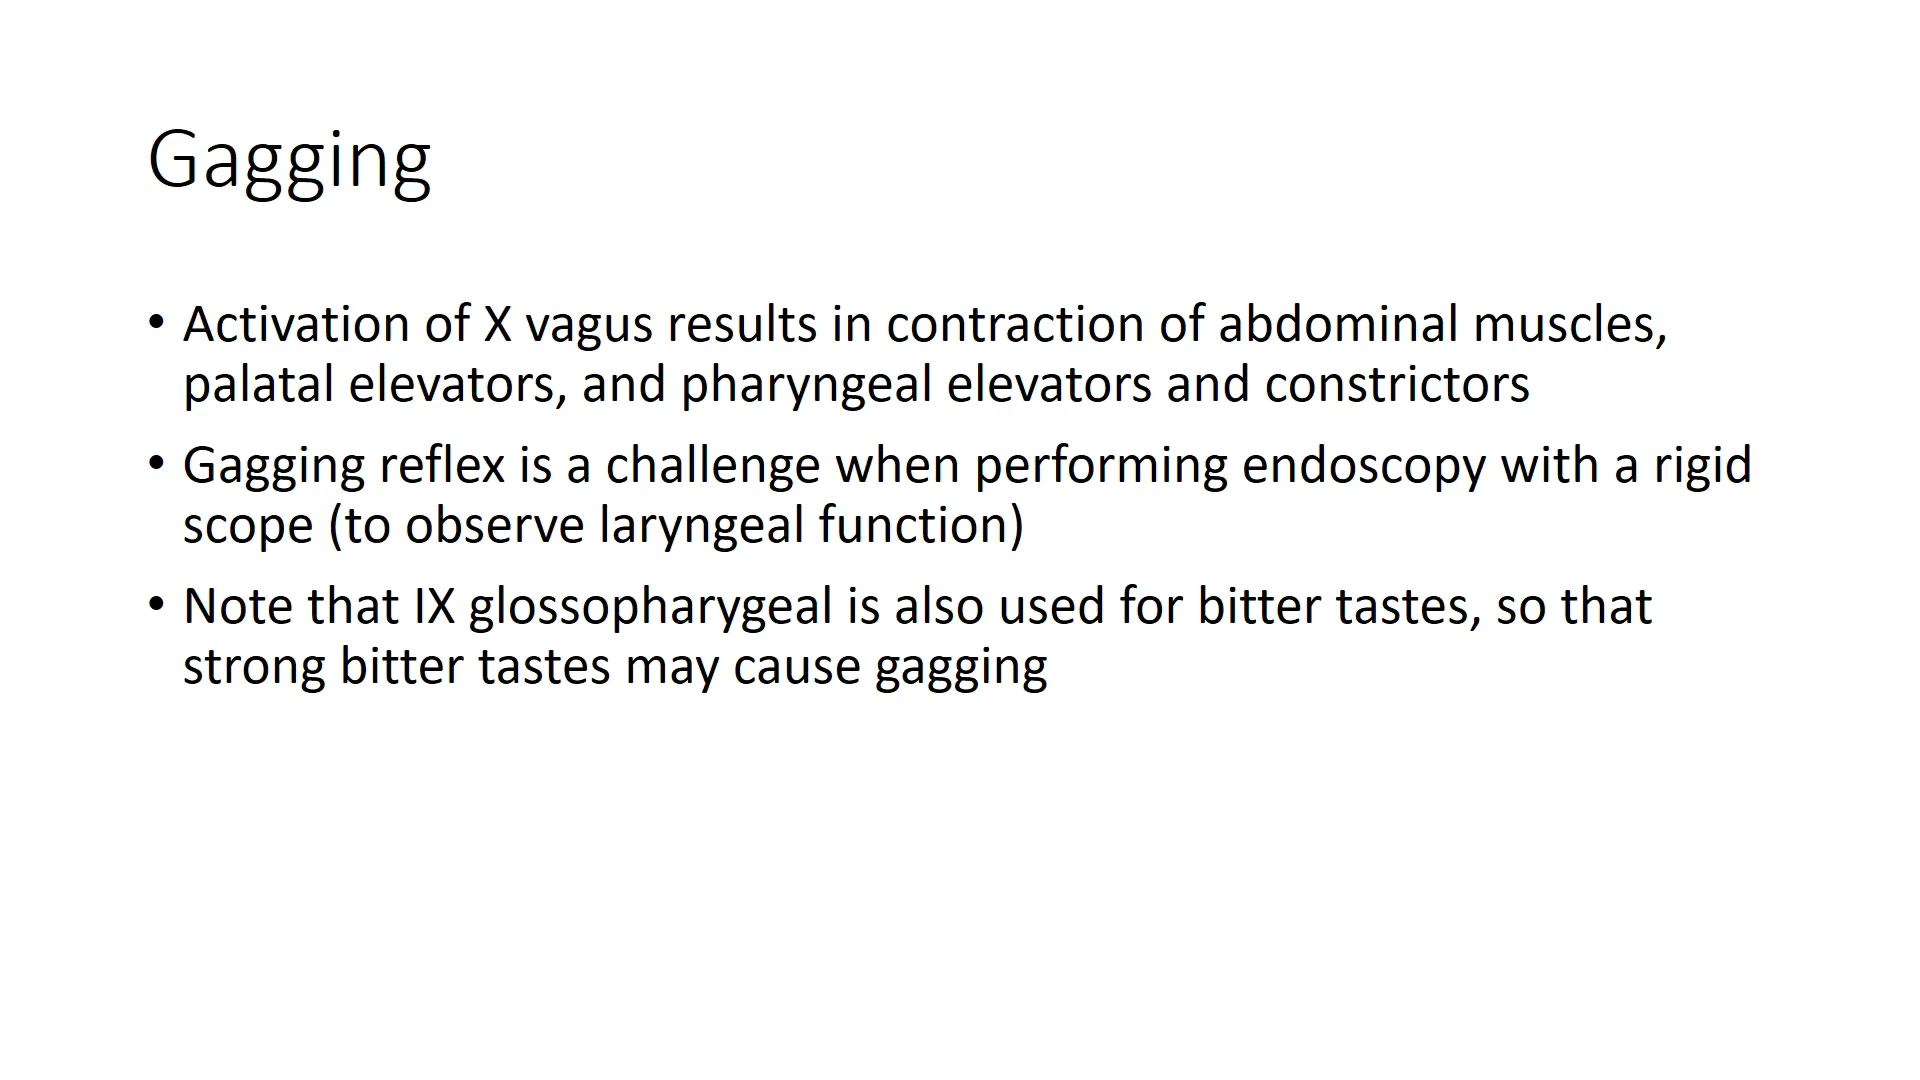 Gagging
• Activation of X vagus results in contraction of abdominal muscles,
palatal elevators, and pharyngeal elevators and constrictors
• Gagging reflex is a challenge when performing endoscopy with a rigid
scope (to observe laryngeal function)
• Note that IX glossopharygeal is also used for bitter tastes, so that
strong bitter tastes may cause gagging